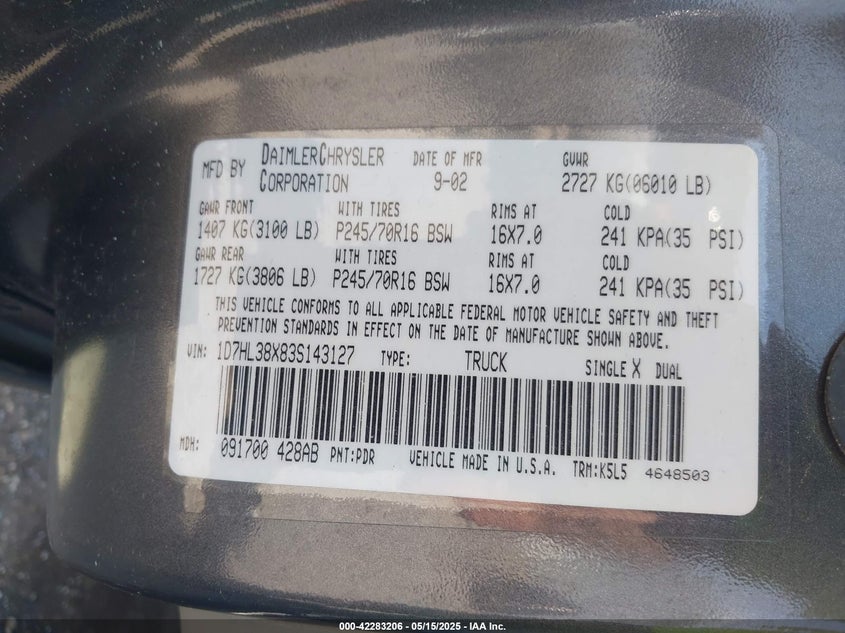 MFD BY DAIMLERCHRYSLER CORPORATION DATE OF MFR 9-02 GVWR 2727 KG(06010 LB)
GAWR FRONT WITH TIRES RIMS AT COLD
1407 KG(3100 LB) P245/70R16 BSW 16X7.0 241 KPA(35 PSI)
GAWR REAR WITH TIRES RIMS AT COLD
1727 KG(3806 LB) P245/70R16 BSW 16X7.0 241 KPA(35 PSI)
THIS VEHICLE CONFORMS TO ALL APPLICABLE FEDERAL MOTOR VEHICLE SAFETY AND THEFT
PREVENTION STANDARDS IN EFFECT ON THE DATE OF MANUFACTURE SHOWN ABOVE.
VIN: 1D7HL38X83S143127 TYPE: TRUCK SINGLE X DUAL
MDH: 091700 428AB PNT:PDR VEHICLE MADE IN U.S.A. TRM:K5L5 4648503
000-42283206 - 05/15/2025 - IAA Inc.